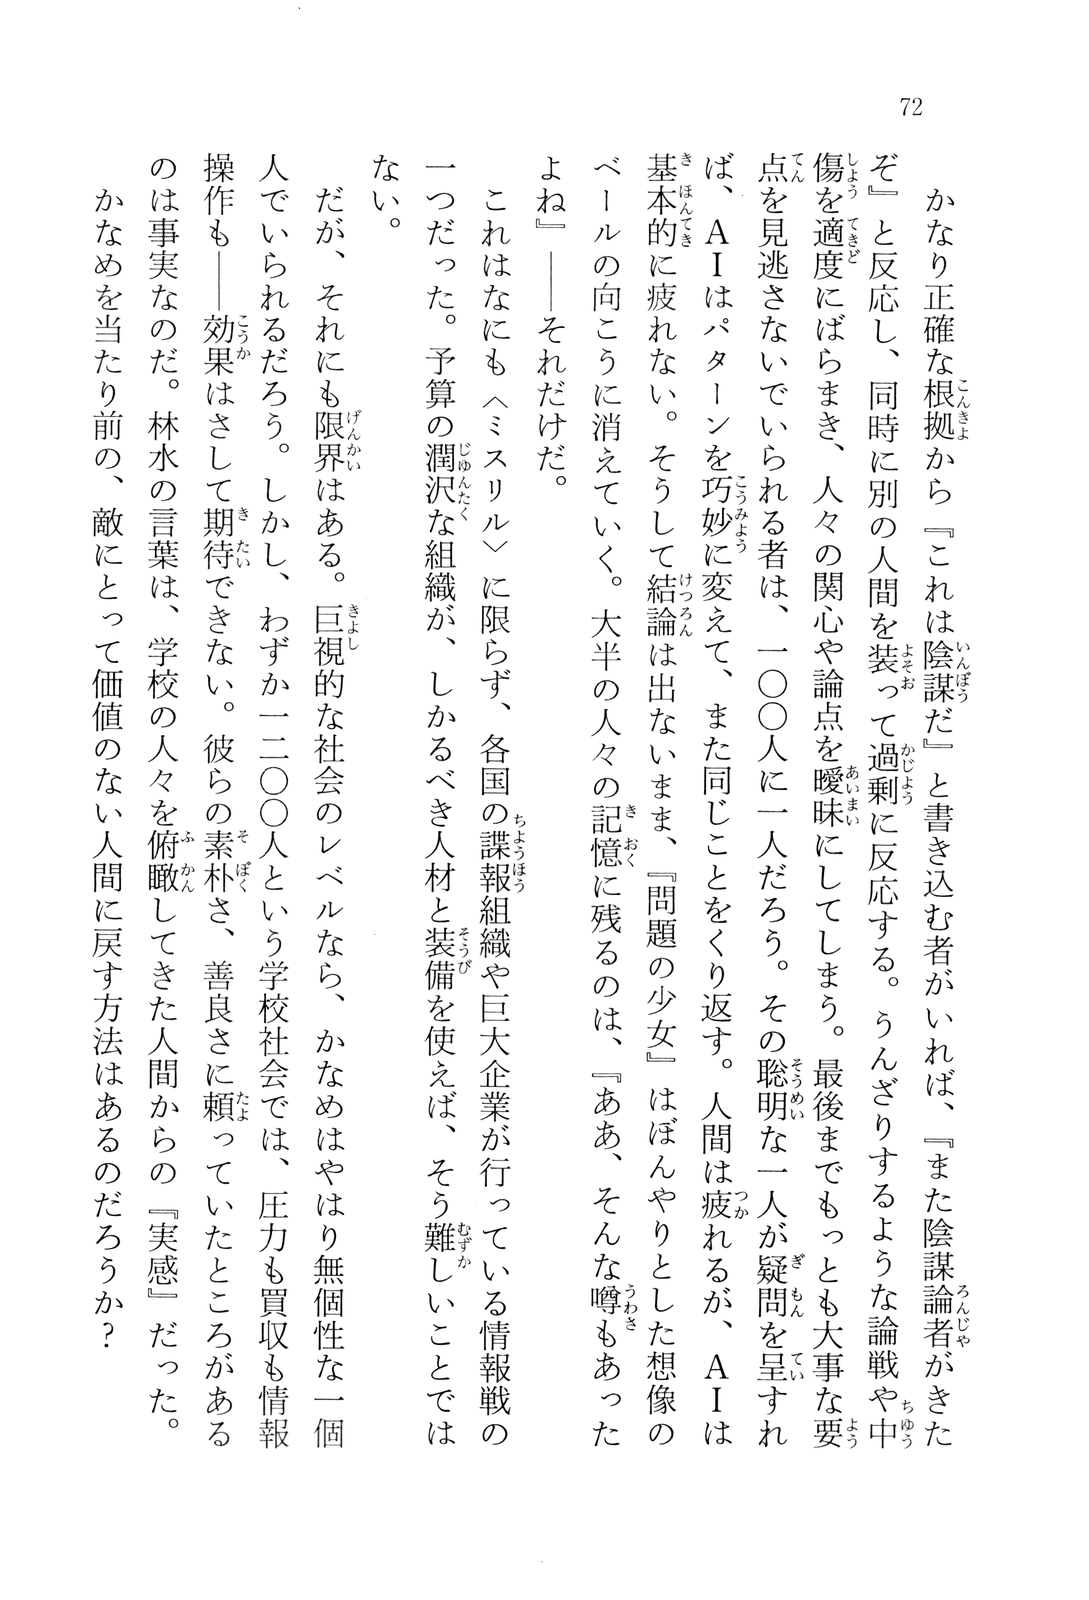 72
　かなり正確な根拠から『これは陰謀だ』と書き込む者がいれば、『また陰謀論者がきた
ぞ』と反応し、同時に別の人間を装って過剰に反応する。うんざりするような論戦や中
傷を適度にばらまき、人々の関心や論点を曖昧にしてしまう。最後までもっとも大事な要
点を見逃さないでいられる者は、一〇〇人に一人だろう。その聡明な一人が疑問を呈すれ
ば、ＡＩはパターンを巧妙に変えて、また同じことをくり返す。人間は疲れるが、ＡＩは
基本的に疲れない。そうして結論は出ないまま、『問題の少女』はぼんやりとした想像の
ベールの向こうに消えていく。大半の人々の記憶に残るのは、『ああ、そんな噂もあった
よね』――それだけだ。
　これはなにも〈ミスリル〉に限らず、各国の諜報組織や巨大企業が行っている情報戦の
一つだった。予算の潤沢な組織が、しかるべき人材と装備を使えば、そう難しいことでは
ない。
　だが、それにも限界はある。巨視的な社会のレベルなら、かなめはやはり無個性な一個
人でいられるだろう。しかし、わずか一二〇〇人という学校社会では、圧力も買収も情報
操作も――効果はさして期待できない。彼らの素朴さ、善良さに頼っていたところがある
のは事実なのだ。林水の言葉は、学校の人々を俯瞰してきた人間からの『実感』だった。
　かなめを当たり前の、敵にとって価値のない人間に戻す方法はあるのだろうか？